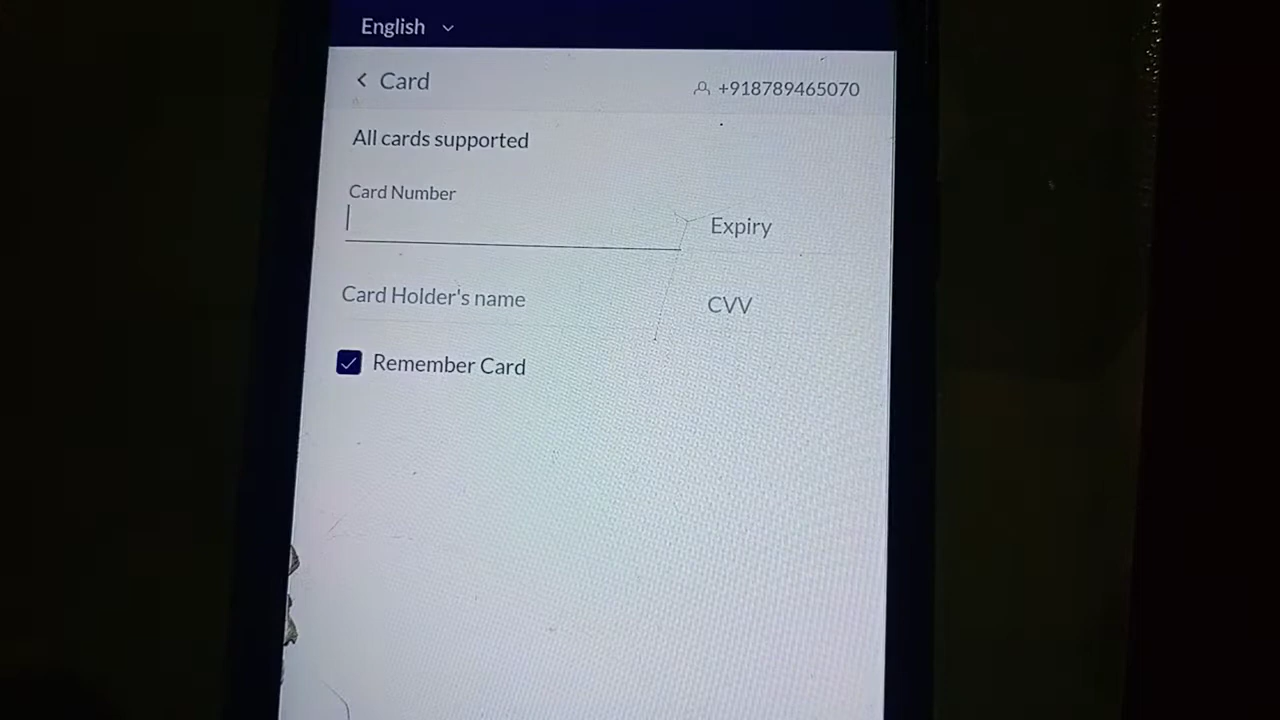 English
Card
+918789465070
All cards supported
Card Number
Expiry
Card Holder's name
CVV
Remember Card